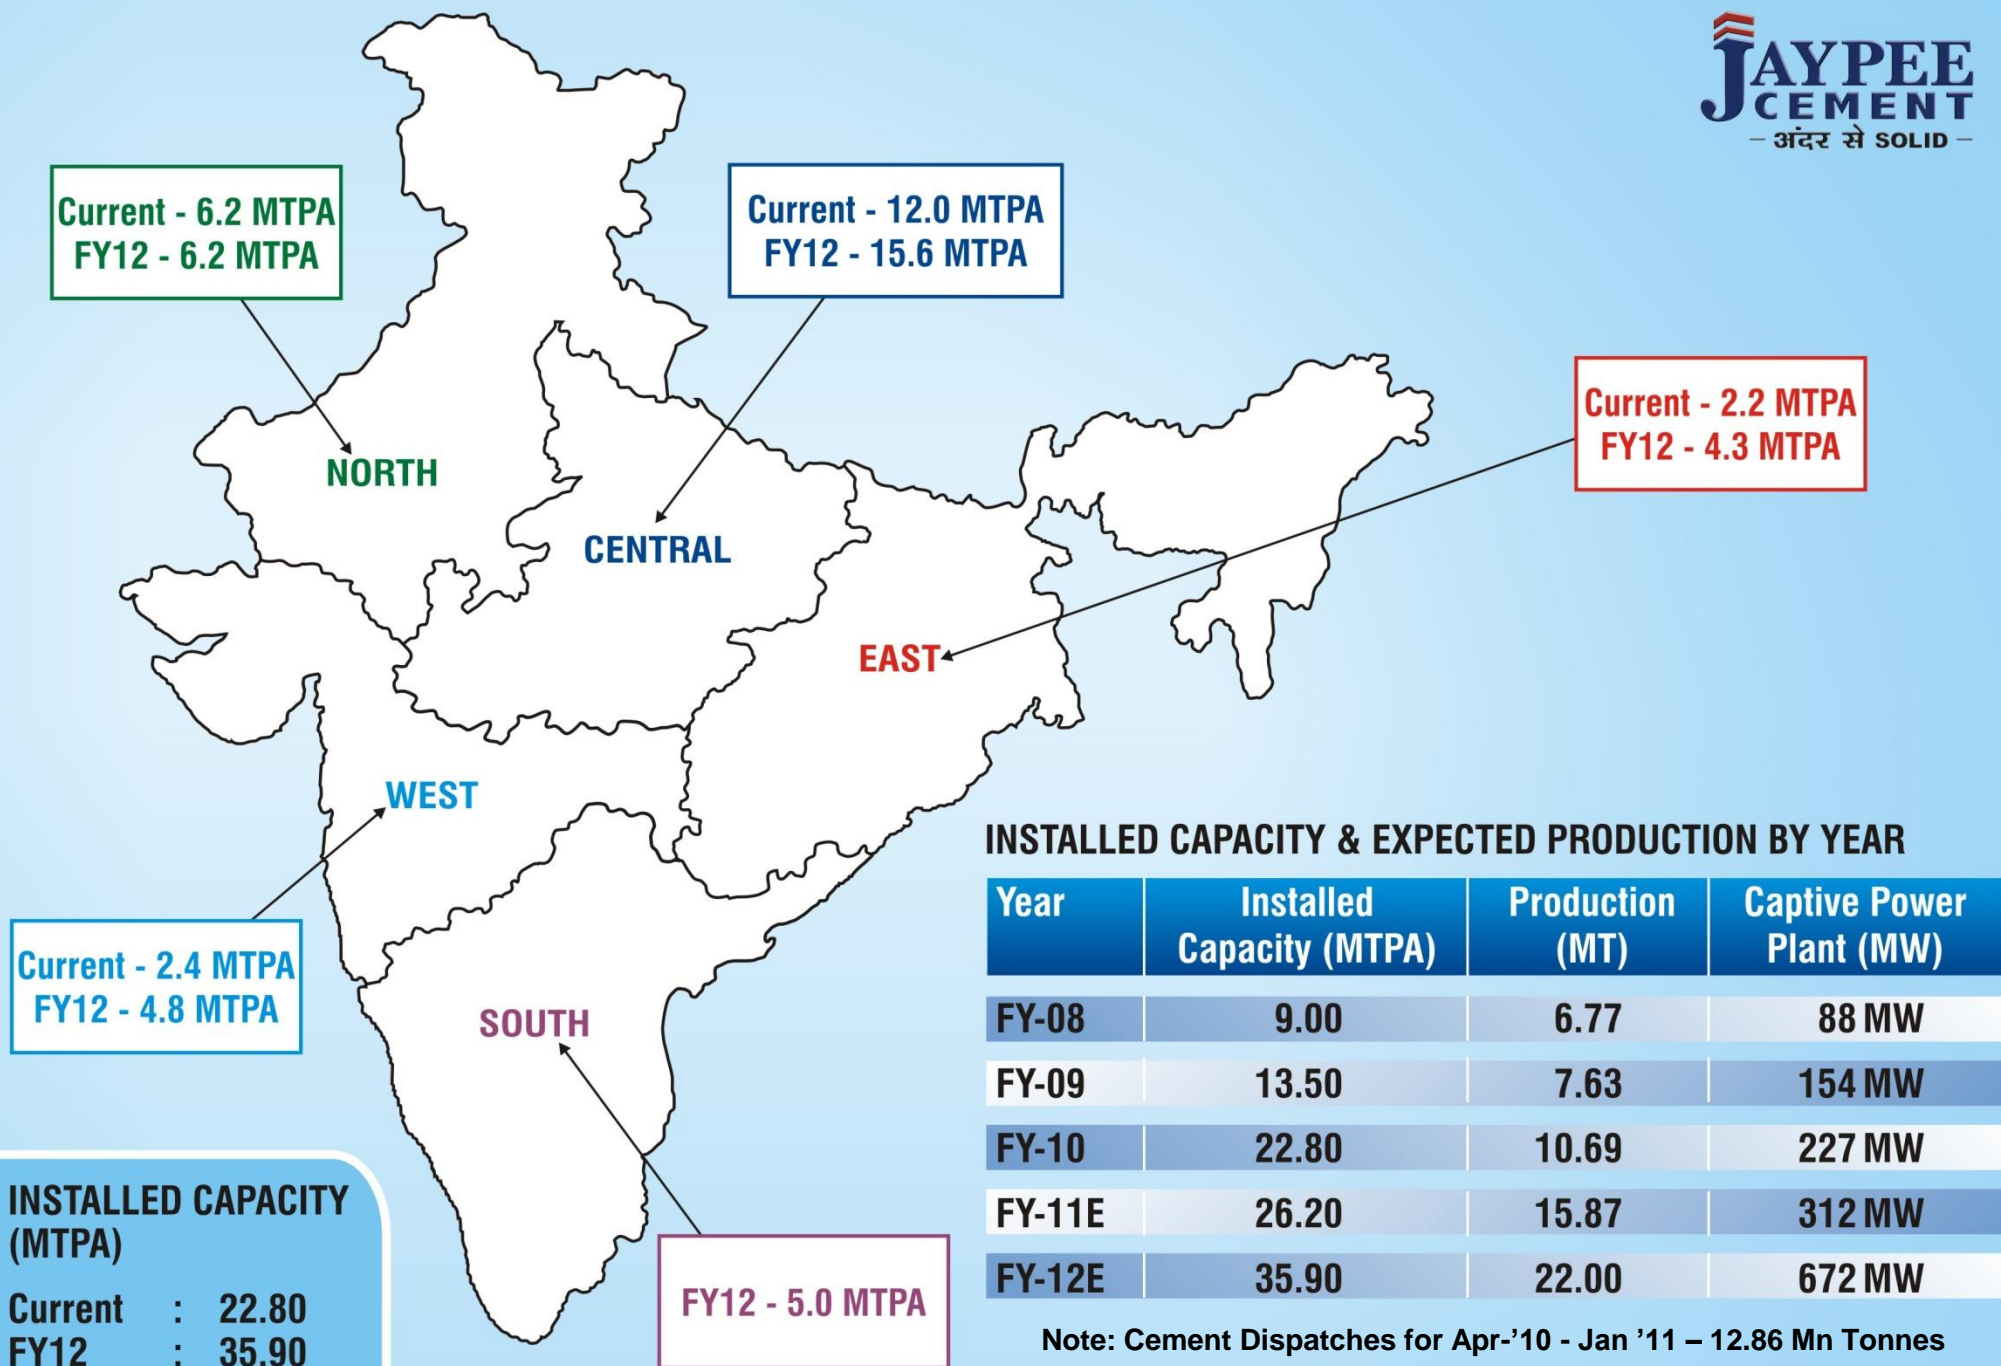 JAYPEE
CEMENT
– अंदर से SOLID –
Current - 6.2 MTPA
FY12 - 6.2 MTPA
Current - 12.0 MTPA
FY12 - 15.6 MTPA
Current - 2.2 MTPA
FY12 - 4.3 MTPA
NORTH
CENTRAL
EAST
WEST
Current - 2.4 MTPA
FY12 - 4.8 MTPA
SOUTH
FY12 - 5.0 MTPA
INSTALLED CAPACITY
(MTPA)
Current : 22.80
FY12 : 35.90
INSTALLED CAPACITY & EXPECTED PRODUCTION BY YEAR
Year Installed Production Captive Power
Capacity (MTPA) (MT) Plant (MW)
FY-08 9.00 6.77 88 MW
FY-09 13.50 7.63 154 MW
FY-10 22.80 10.69 227 MW
FY-11E 26.20 15.87 312 MW
FY-12E 35.90 22.00 672 MW
Note: Cement Dispatches for Apr-’10 - Jan ’11 – 12.86 Mn Tonnes